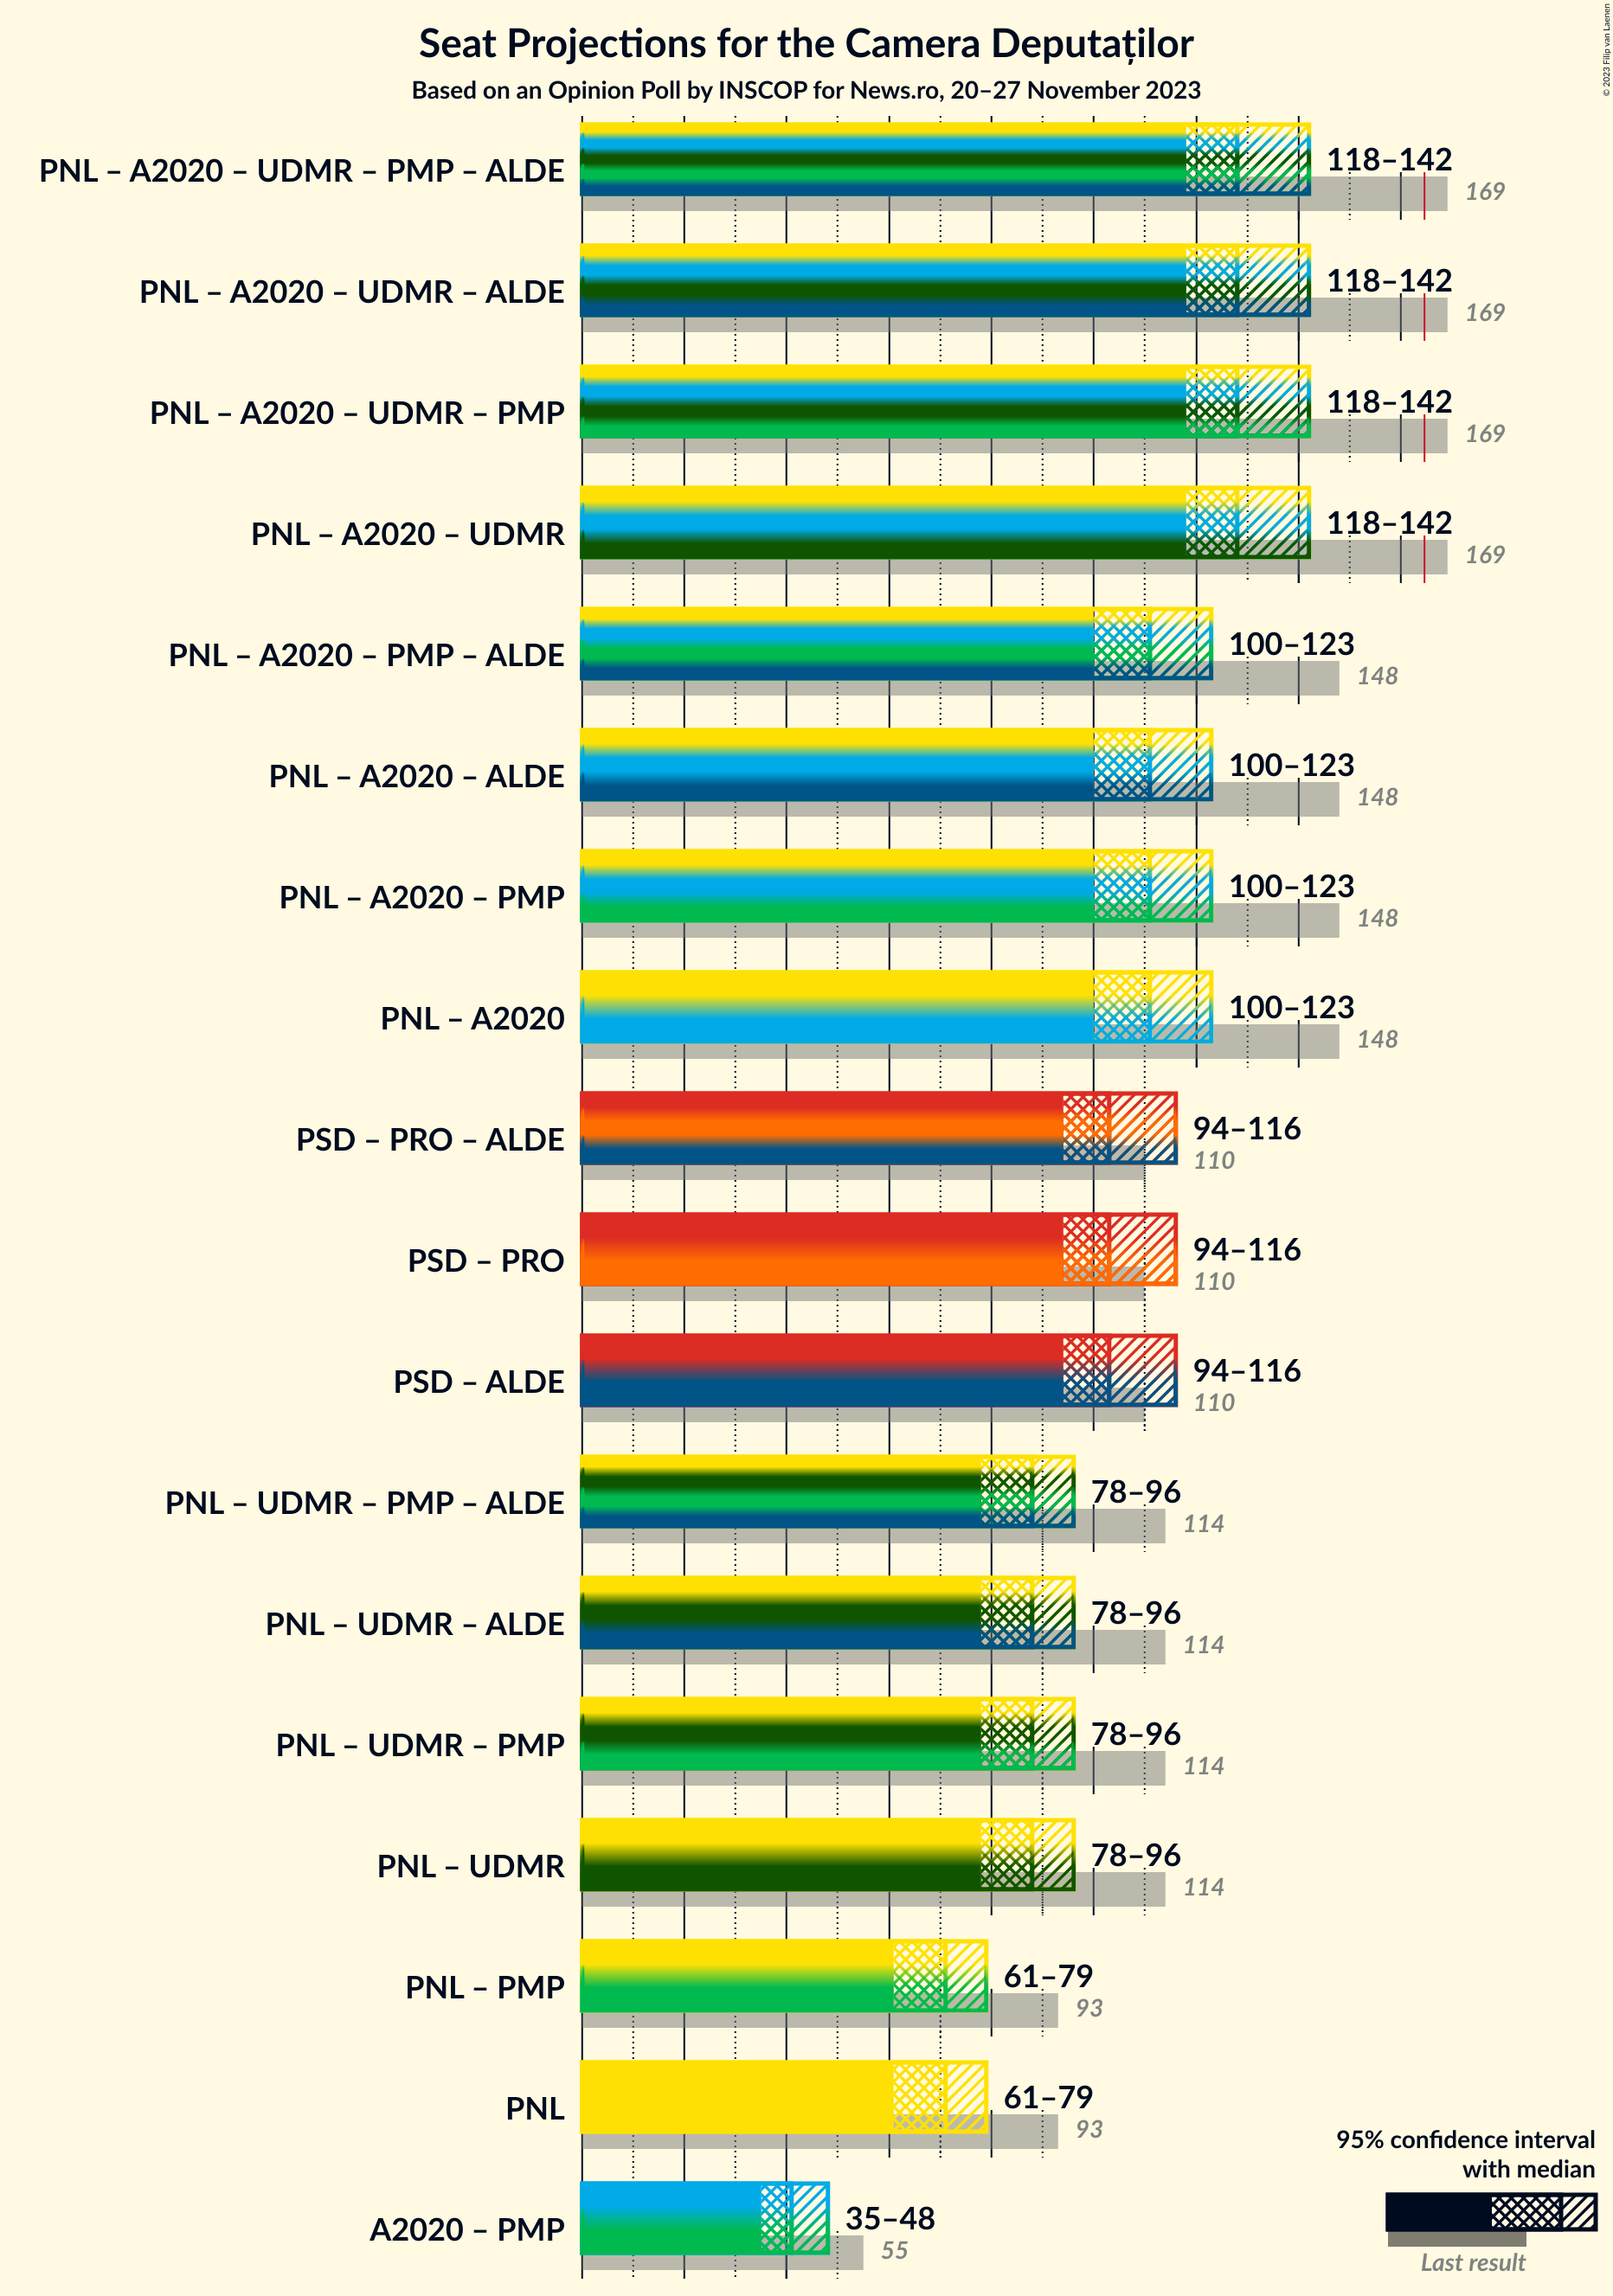 © 2023 Filip van Laenen
Seat Projections for the Camera Deputaților
Based on an Opinion Poll by INSCOP for News.ro, 20–27 November 2023
PNL – A2020 – UDMR – PMP – ALDE
118–142
169
PNL – A2020 – UDMR – ALDE
118–142
169
PNL – A2020 – UDMR – PMP
118–142
169
PNL – A2020 – UDMR
118–142
169
PNL – A2020 – PMP – ALDE
100–123
148
PNL – A2020 – ALDE
100–123
148
PNL – A2020 – PMP
100–123
148
PNL – A2020
100–123
148
PSD – PRO – ALDE
94–116
110
PSD – PRO
94–116
110
PSD – ALDE
94–116
110
PNL – UDMR – PMP – ALDE
78–96
114
PNL – UDMR – ALDE
78–96
114
PNL – UDMR – PMP
78–96
114
PNL – UDMR
78–96
114
PNL – PMP
61–79
93
PNL
61–79
93
A2020 – PMP
35–48
55
95% confidence interval
with median
Last result